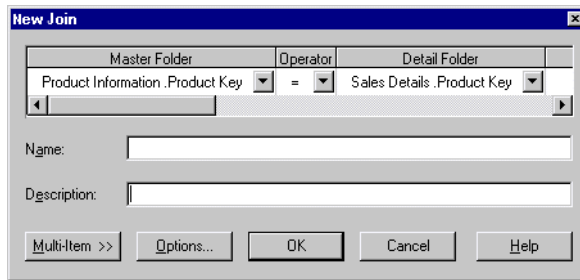 New Join
Master Folder Operator Detail Folder
Product Information .Product Key = Sales Details .Product Key
Name:
Description:
Multi-Item >> Options... OK Cancel Help